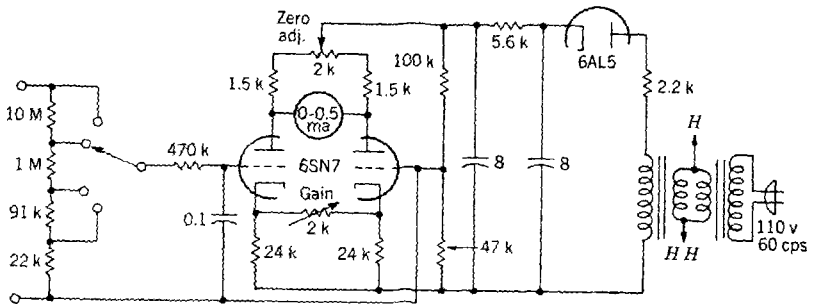 Zero
adj.
2 k
1.5 k
1.5 k
100 k
5.6 k
6AL5
2.2 k
0-0.5
ma
10 M
1 M
91 k
22 k
470 k
0.1
6SN7
Gain
2 k
24 k
24 k
47 k
8
8
H
H H
110 v
60 cps